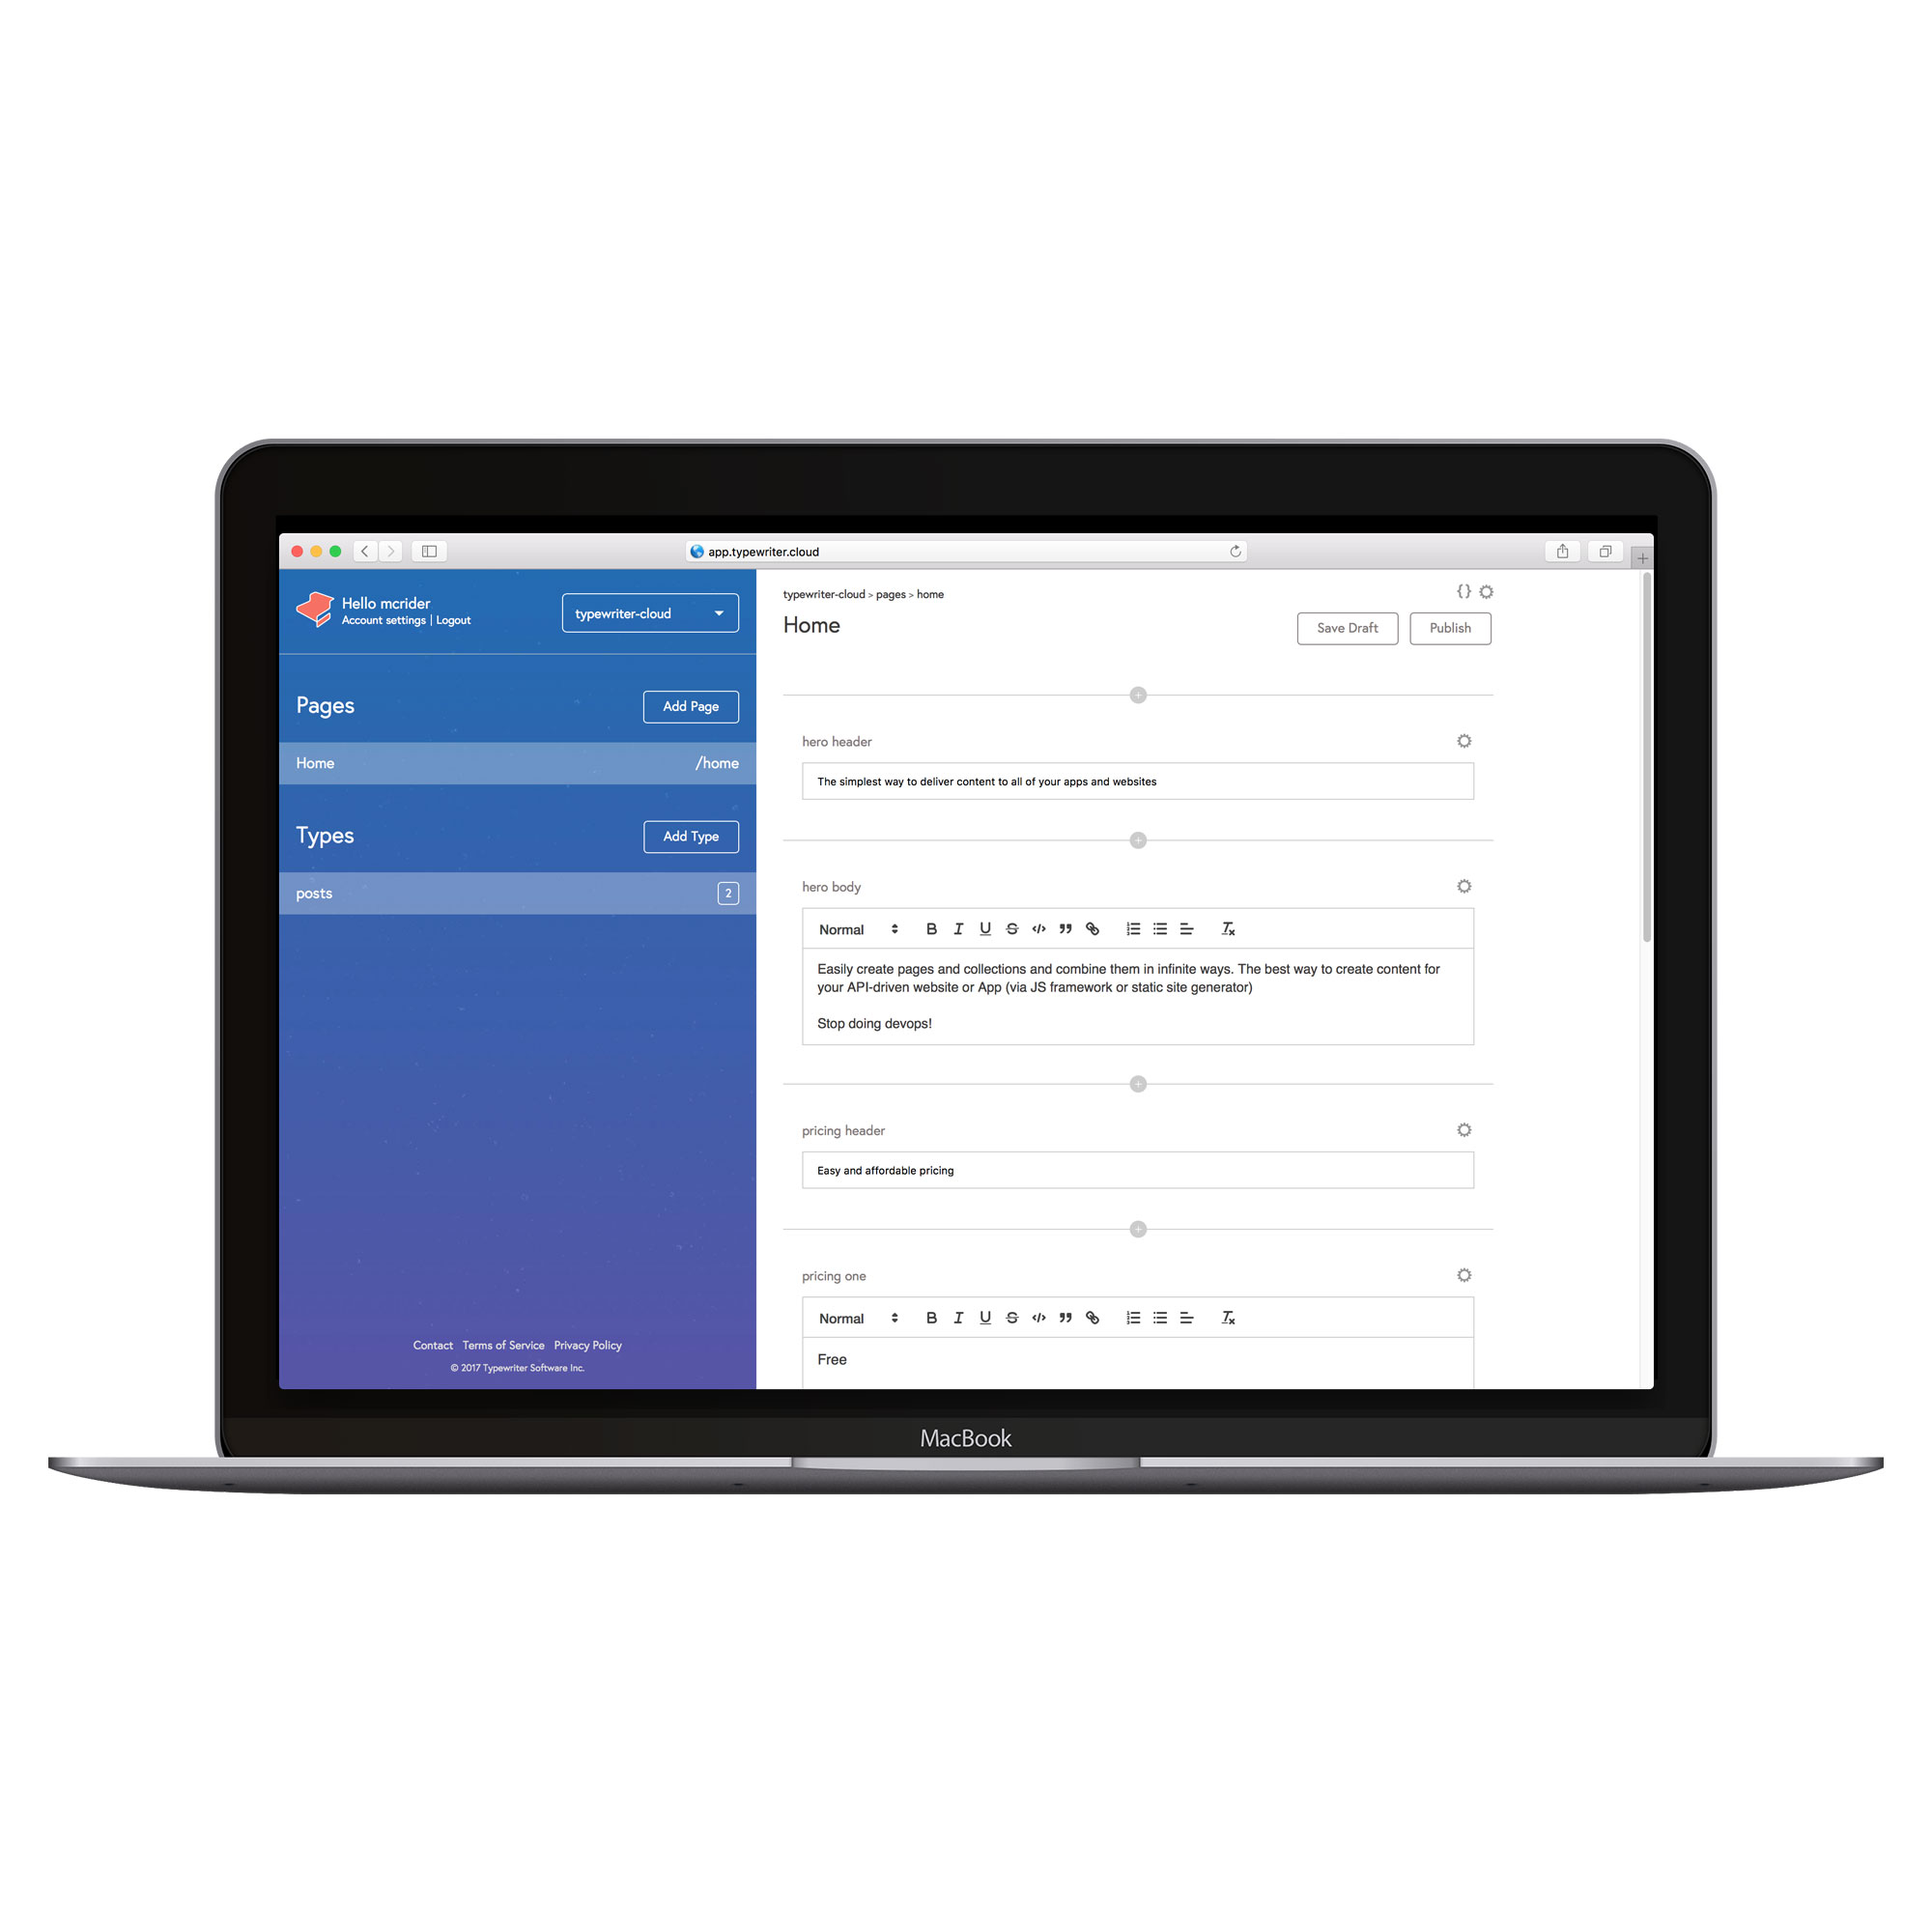 app.typewriter.cloud
Hello mcrider
Account settings | Logout
typewriter-cloud
Pages
Add Page
Home /home
Types
Add Type
posts 2
Contact Terms of Service Privacy Policy
© 2017 Typewriter Software Inc.
typewriter-cloud > pages > home
{}
Home
Save Draft
Publish
hero header
The simplest way to deliver content to all of your apps and websites
hero body
Normal B I U S </> ” Tx
Easily create pages and collections and combine them in infinite ways. The best way to create content for
your API-driven website or App (via JS framework or static site generator)
Stop doing devops!
pricing header
Easy and affordable pricing
pricing one
Normal B I U S </> ” Tx
Free
MacBook